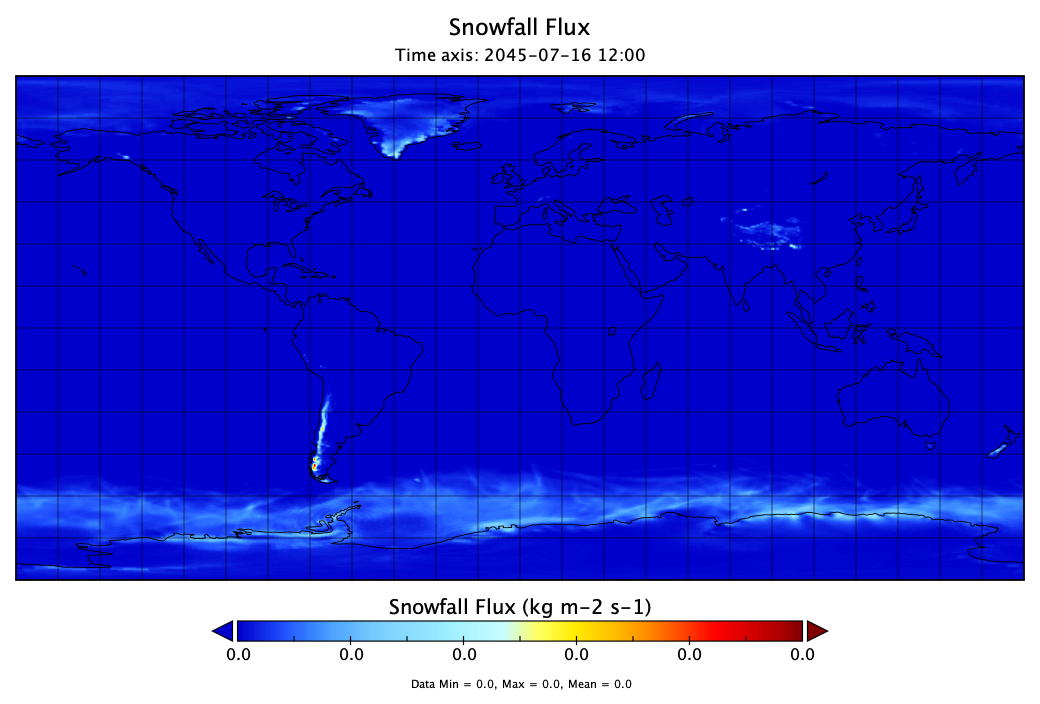 Snowfall Flux
Time axis: 2045-07-16 12:00
Snowfall Flux (kg m-2 s-1)
0.0 0.0 0.0 0.0 0.0 0.0
Data Min = 0.0, Max = 0.0, Mean = 0.0